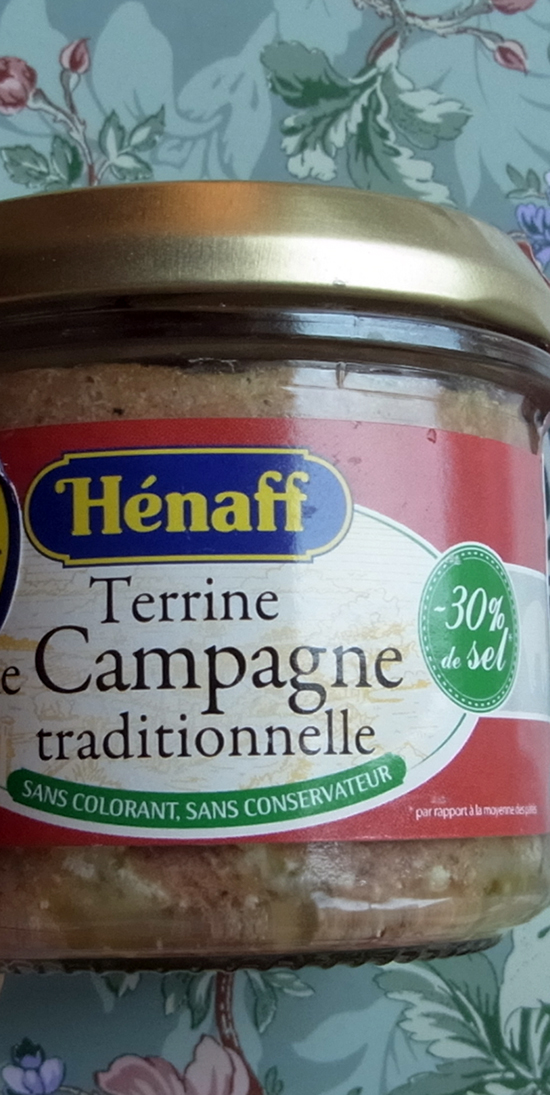 Hénaff
Terrine
e Campagne
traditionnelle
SANS COLORANT, SANS CONSERVATEUR
-30%
de sel*
* par rapport à la moyenne des pâtés